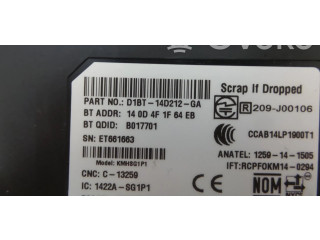 Scrap If Dropped
PART NO.: D1BT-14D212-GA
BT ADDR: 14 0D 4F 1F 64 EB
BT QDID: B017701
SN: ET661663
Model: KMHSG1P1
CNC: C-13259
IC: 1422A-SG1P1
R 209-J00106
CCAB14LP1900T1
ANATEL: 1259-14-1505
IFT:RCPFOKM14-0294
NOM